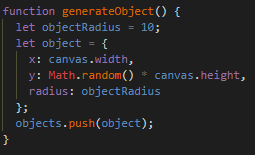 function generateObject() {
  let objectRadius = 10;
  let object = {
    x: canvas.width,
    y: Math.random() * canvas.height,
    radius: objectRadius
  };
  objects.push(object);
}